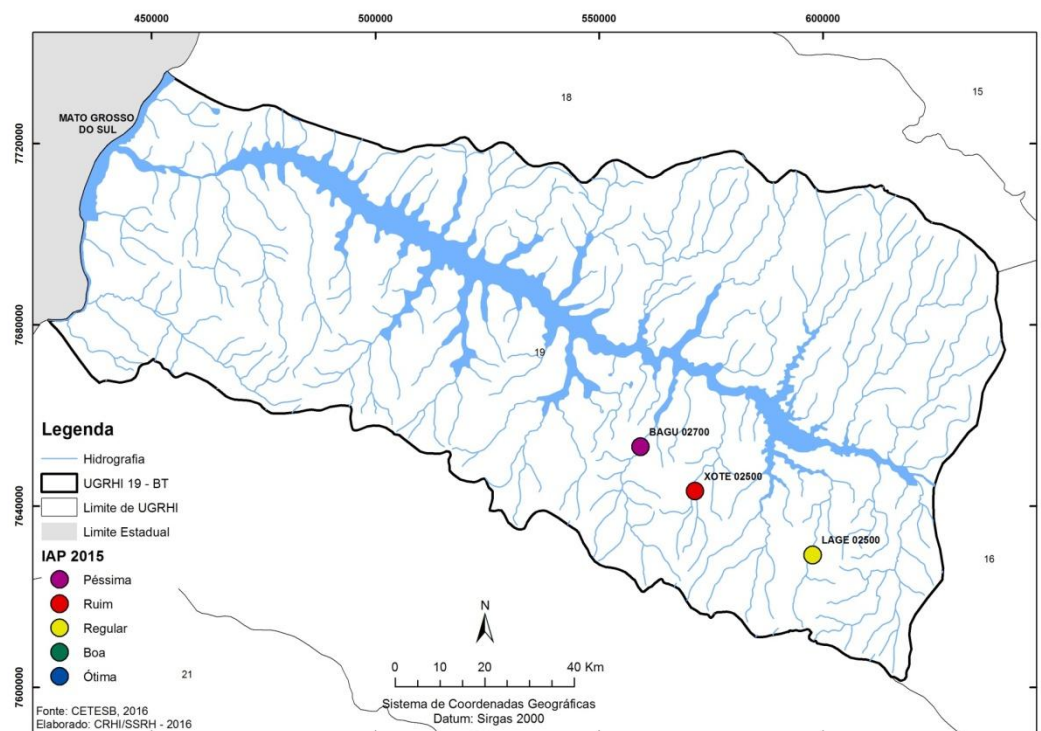 450000
500000
550000
600000
7720000
7680000
7640000
7600000
15
18
MATO GROSSO
DO SUL
19
BAGU 02700
XOTE 02500
LAGE 02500
16
21
Legenda
Hidrografia
UGRHI 19 - BT
Limite de UGRHI
Limite Estadual
IAP 2015
Péssima
Ruim
Regular
Boa
Ótima
Fonte: CETESB, 2016
Elaborado: CRHI/SSRH - 2016
N
0 10 20 40 Km
Sistema de Coordenadas Geográficas
Datum: Sirgas 2000